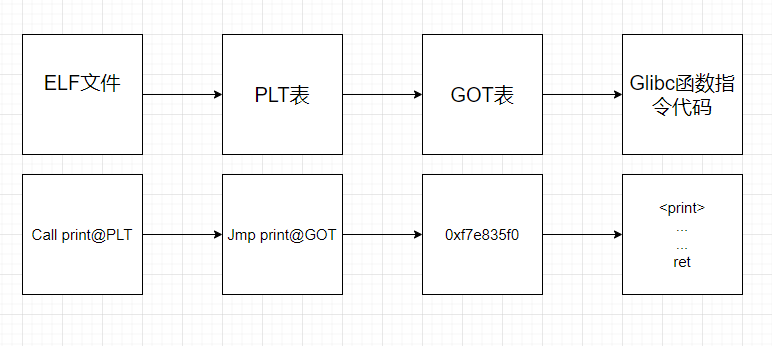 ELF文件
PLT表
GOT表
Glibc函数指
令代码
Call print@PLT
Jmp print@GOT
0xf7e835f0
<print>
...
...
ret